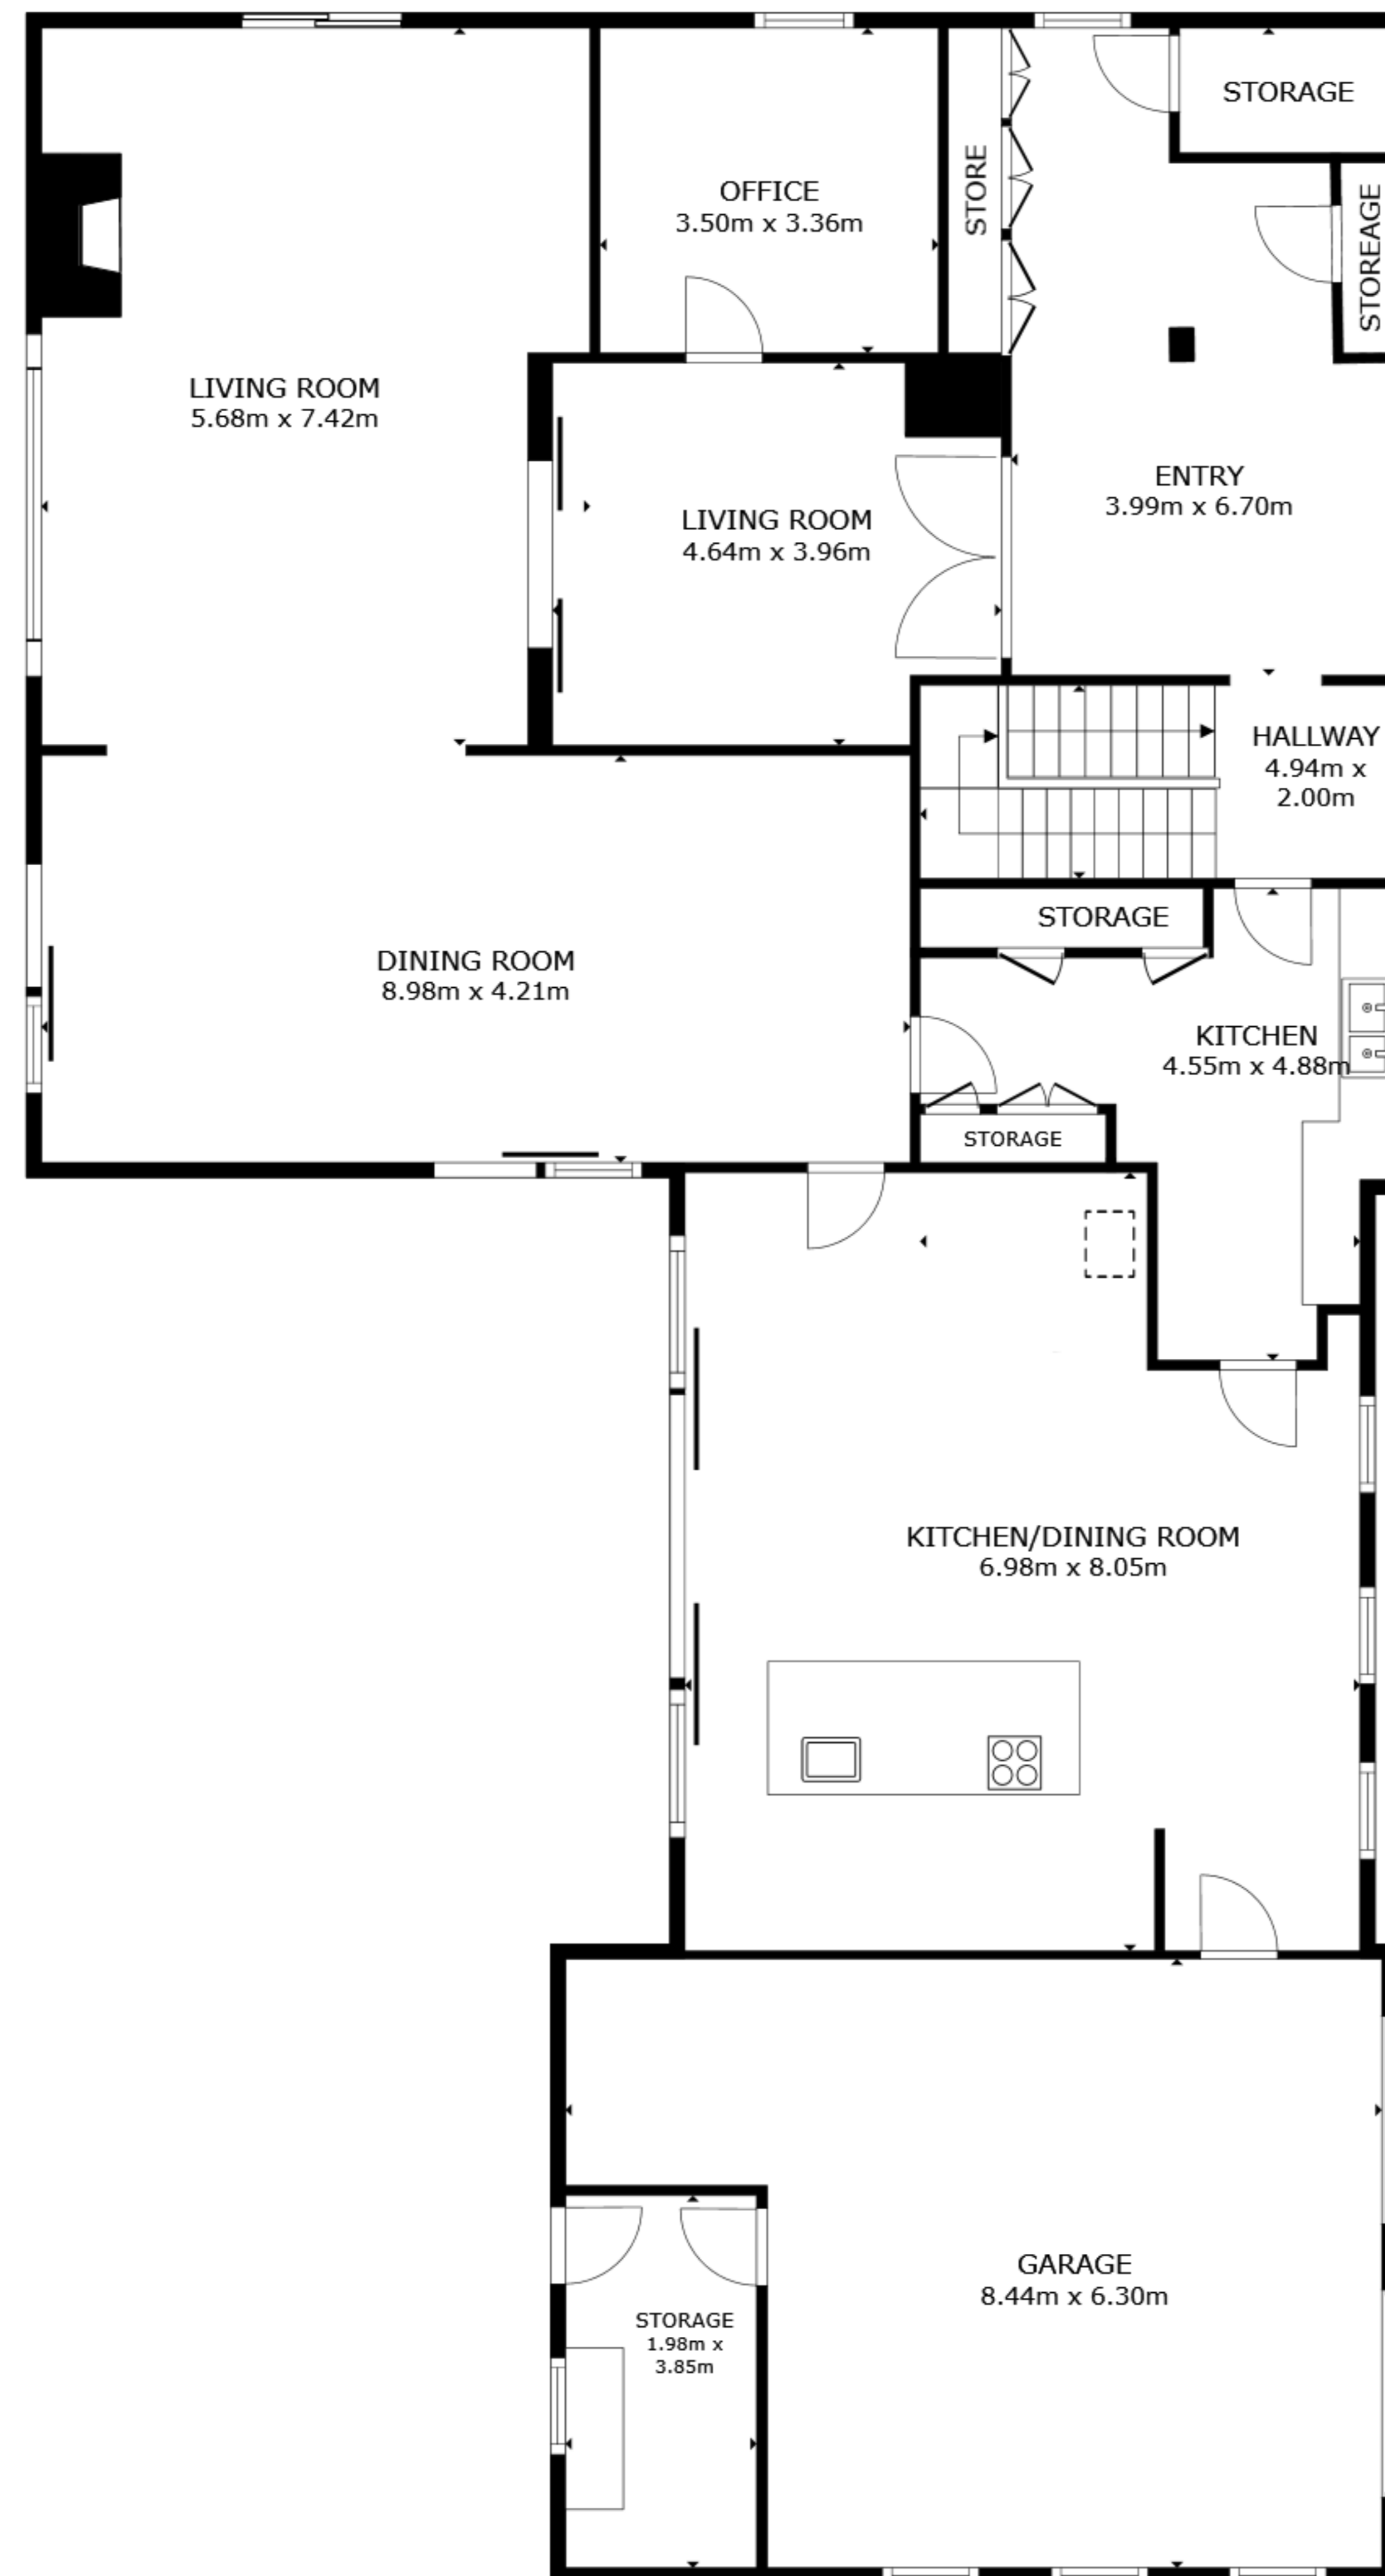 STORAGE
OFFICE
3.50m x 3.36m
STORE
STOREAGE
LIVING ROOM
5.68m x 7.42m
ENTRY
3.99m x 6.70m
LIVING ROOM
4.64m x 3.96m
HALLWAY
4.94m x
2.00m
STORAGE
DINING ROOM
8.98m x 4.21m
KITCHEN
4.55m x 4.88m
STORAGE
KITCHEN/DINING ROOM
6.98m x 8.05m
GARAGE
8.44m x 6.30m
STORAGE
1.98m x
3.85m